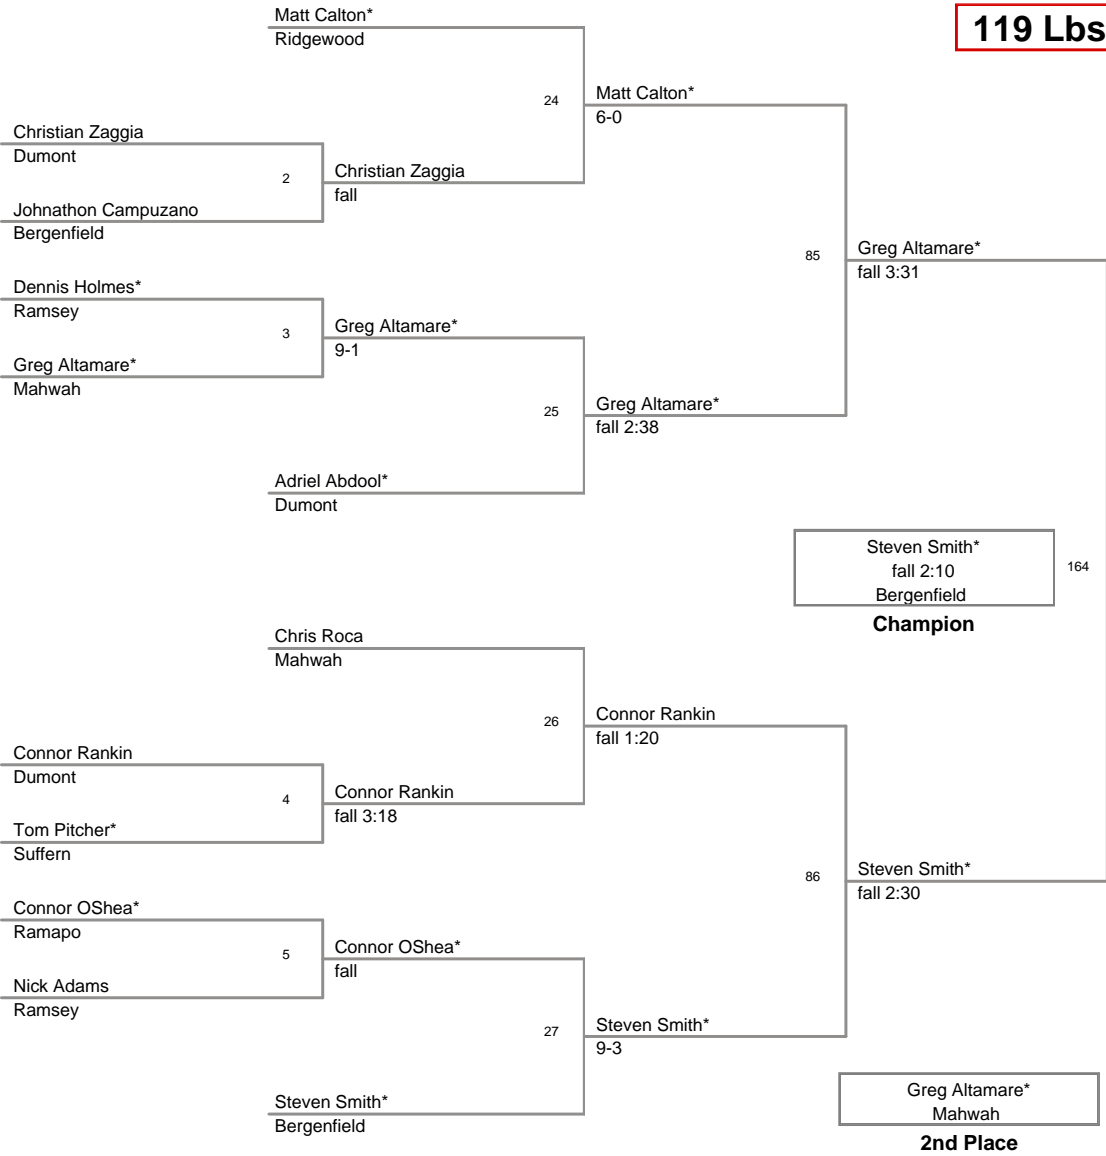 Matt Calton*
Ridgewood
119 Lbs
24
Matt Calton*
6-0
Christian Zaggia
Dumont
2
Christian Zaggia
fall
Johnathon Campuzano
Bergenfield
85
Greg Altamare*
fall 3:31
Dennis Holmes*
Ramsey
3
Greg Altamare*
9-1
Greg Altamare*
Mahwah
25
Greg Altamare*
fall 2:38
Adriel Abdool*
Dumont
Steven Smith*
fall 2:10
Bergenfield
164
Champion
Chris Roca
Mahwah
26
Connor Rankin
fall 1:20
Connor Rankin
Dumont
4
Connor Rankin
fall 3:18
Tom Pitcher*
Suffern
86
Steven Smith*
fall 2:30
Connor OShea*
Ramapo
5
Connor OShea*
fall
Nick Adams
Ramsey
27
Steven Smith*
9-3
Steven Smith*
Bergenfield
Greg Altamare*
Mahwah
2nd Place